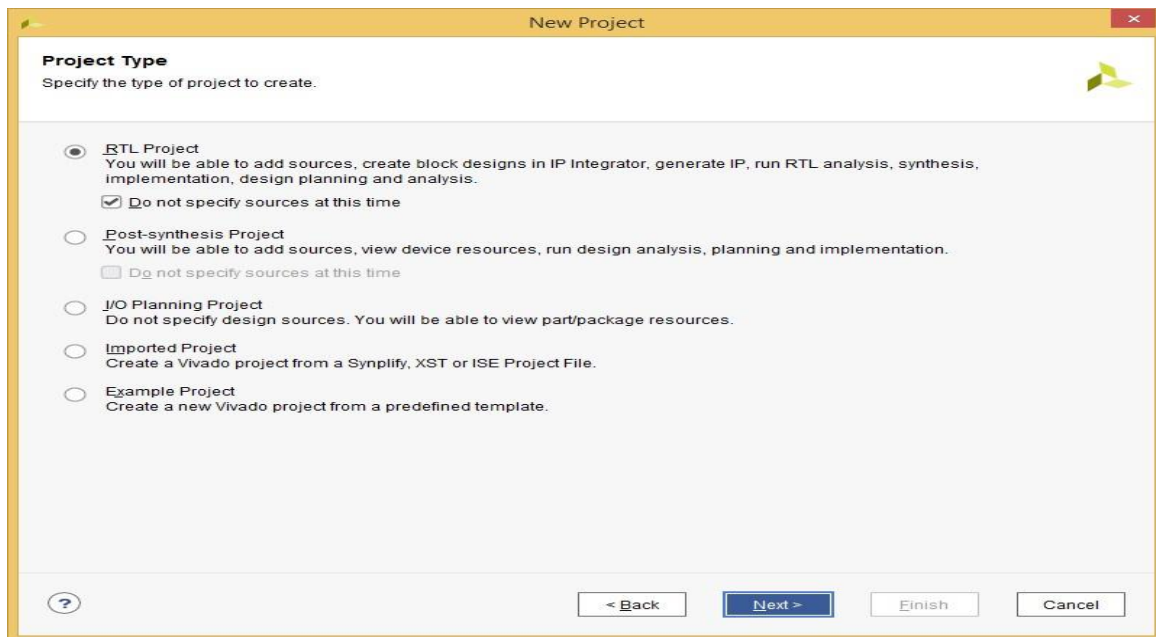 New Project
Project Type
Specify the type of project to create.
RTL Project
You will be able to add sources, create block designs in IP Integrator, generate IP, run RTL analysis, synthesis,
implementation, design planning and analysis.
Do not specify sources at this time
Post-synthesis Project
You will be able to add sources, view device resources, run design analysis, planning and implementation.
Do not specify sources at this time
I/O Planning Project
Do not specify design sources. You will be able to view part/package resources.
Imported Project
Create a Vivado project from a Synplify, XST or ISE Project File.
Example Project
Create a new Vivado project from a predefined template.
?
< Back
Next >
Finish
Cancel